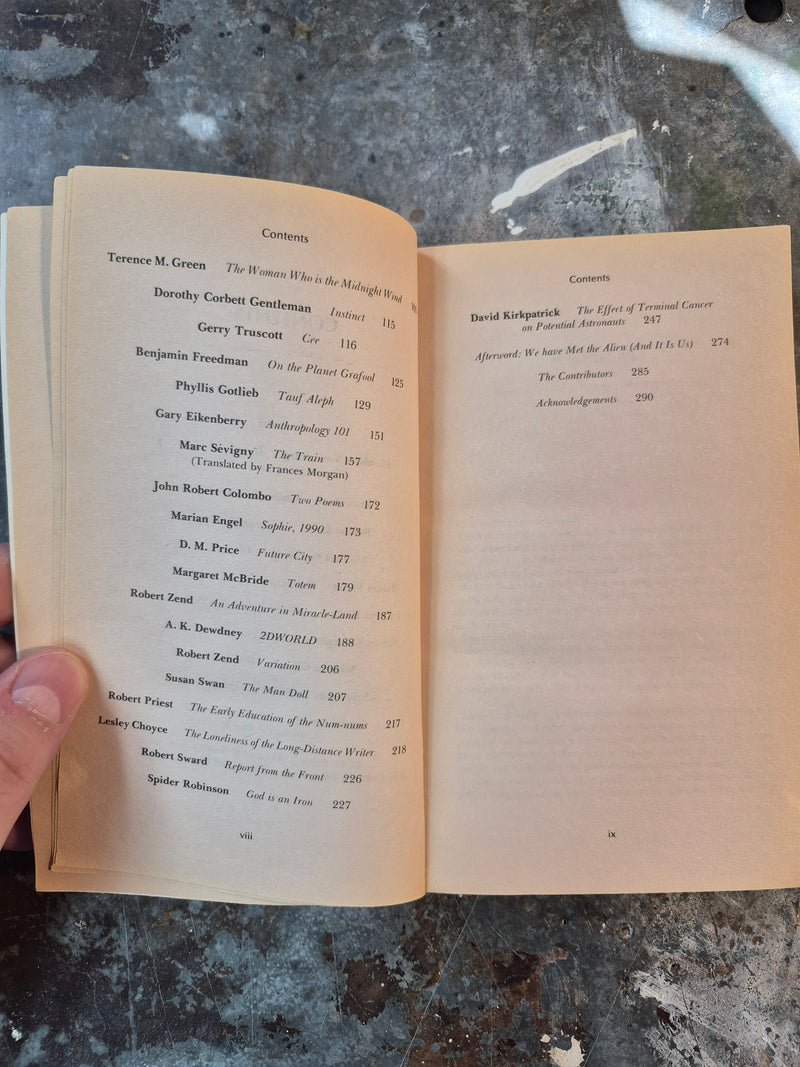 Contents
Terence M. Green The Woman Who is the Midnight Wind
Dorothy Corbett Gentleman Instinct 115
Gerry Truscott Cee 116
Benjamin Freedman On the Planet Grafool 125
Phyllis Gotlieb Tauf Aleph 129
Gary Eikenberry Anthropology 101 151
Marc Sévigny The Train 157
(Translated by Frances Morgan)
John Robert Colombo Two Poems 172
Marian Engel Sophie, 1990 173
D. M. Price Future City 177
Margaret McBride Totem 179
Robert Zend An Adventure in Miracle-Land 187
A. K. Dewdney 2DWORLD 188
Robert Zend Variation 206
Susan Swan The Man Doll 207
Robert Priest The Early Education of the Num-nums 217
Lesley Choyce The Loneliness of the Long-Distance Writer 218
Robert Sward Report from the Front 226
Spider Robinson God is an Iron 227
viii
Contents
David Kirkpatrick The Effect of Terminal Cancer
on Potential Astronauts 247
Afterword: We have Met the Alien (And It Is Us) 274
The Contributors 285
Acknowledgements 290
ix